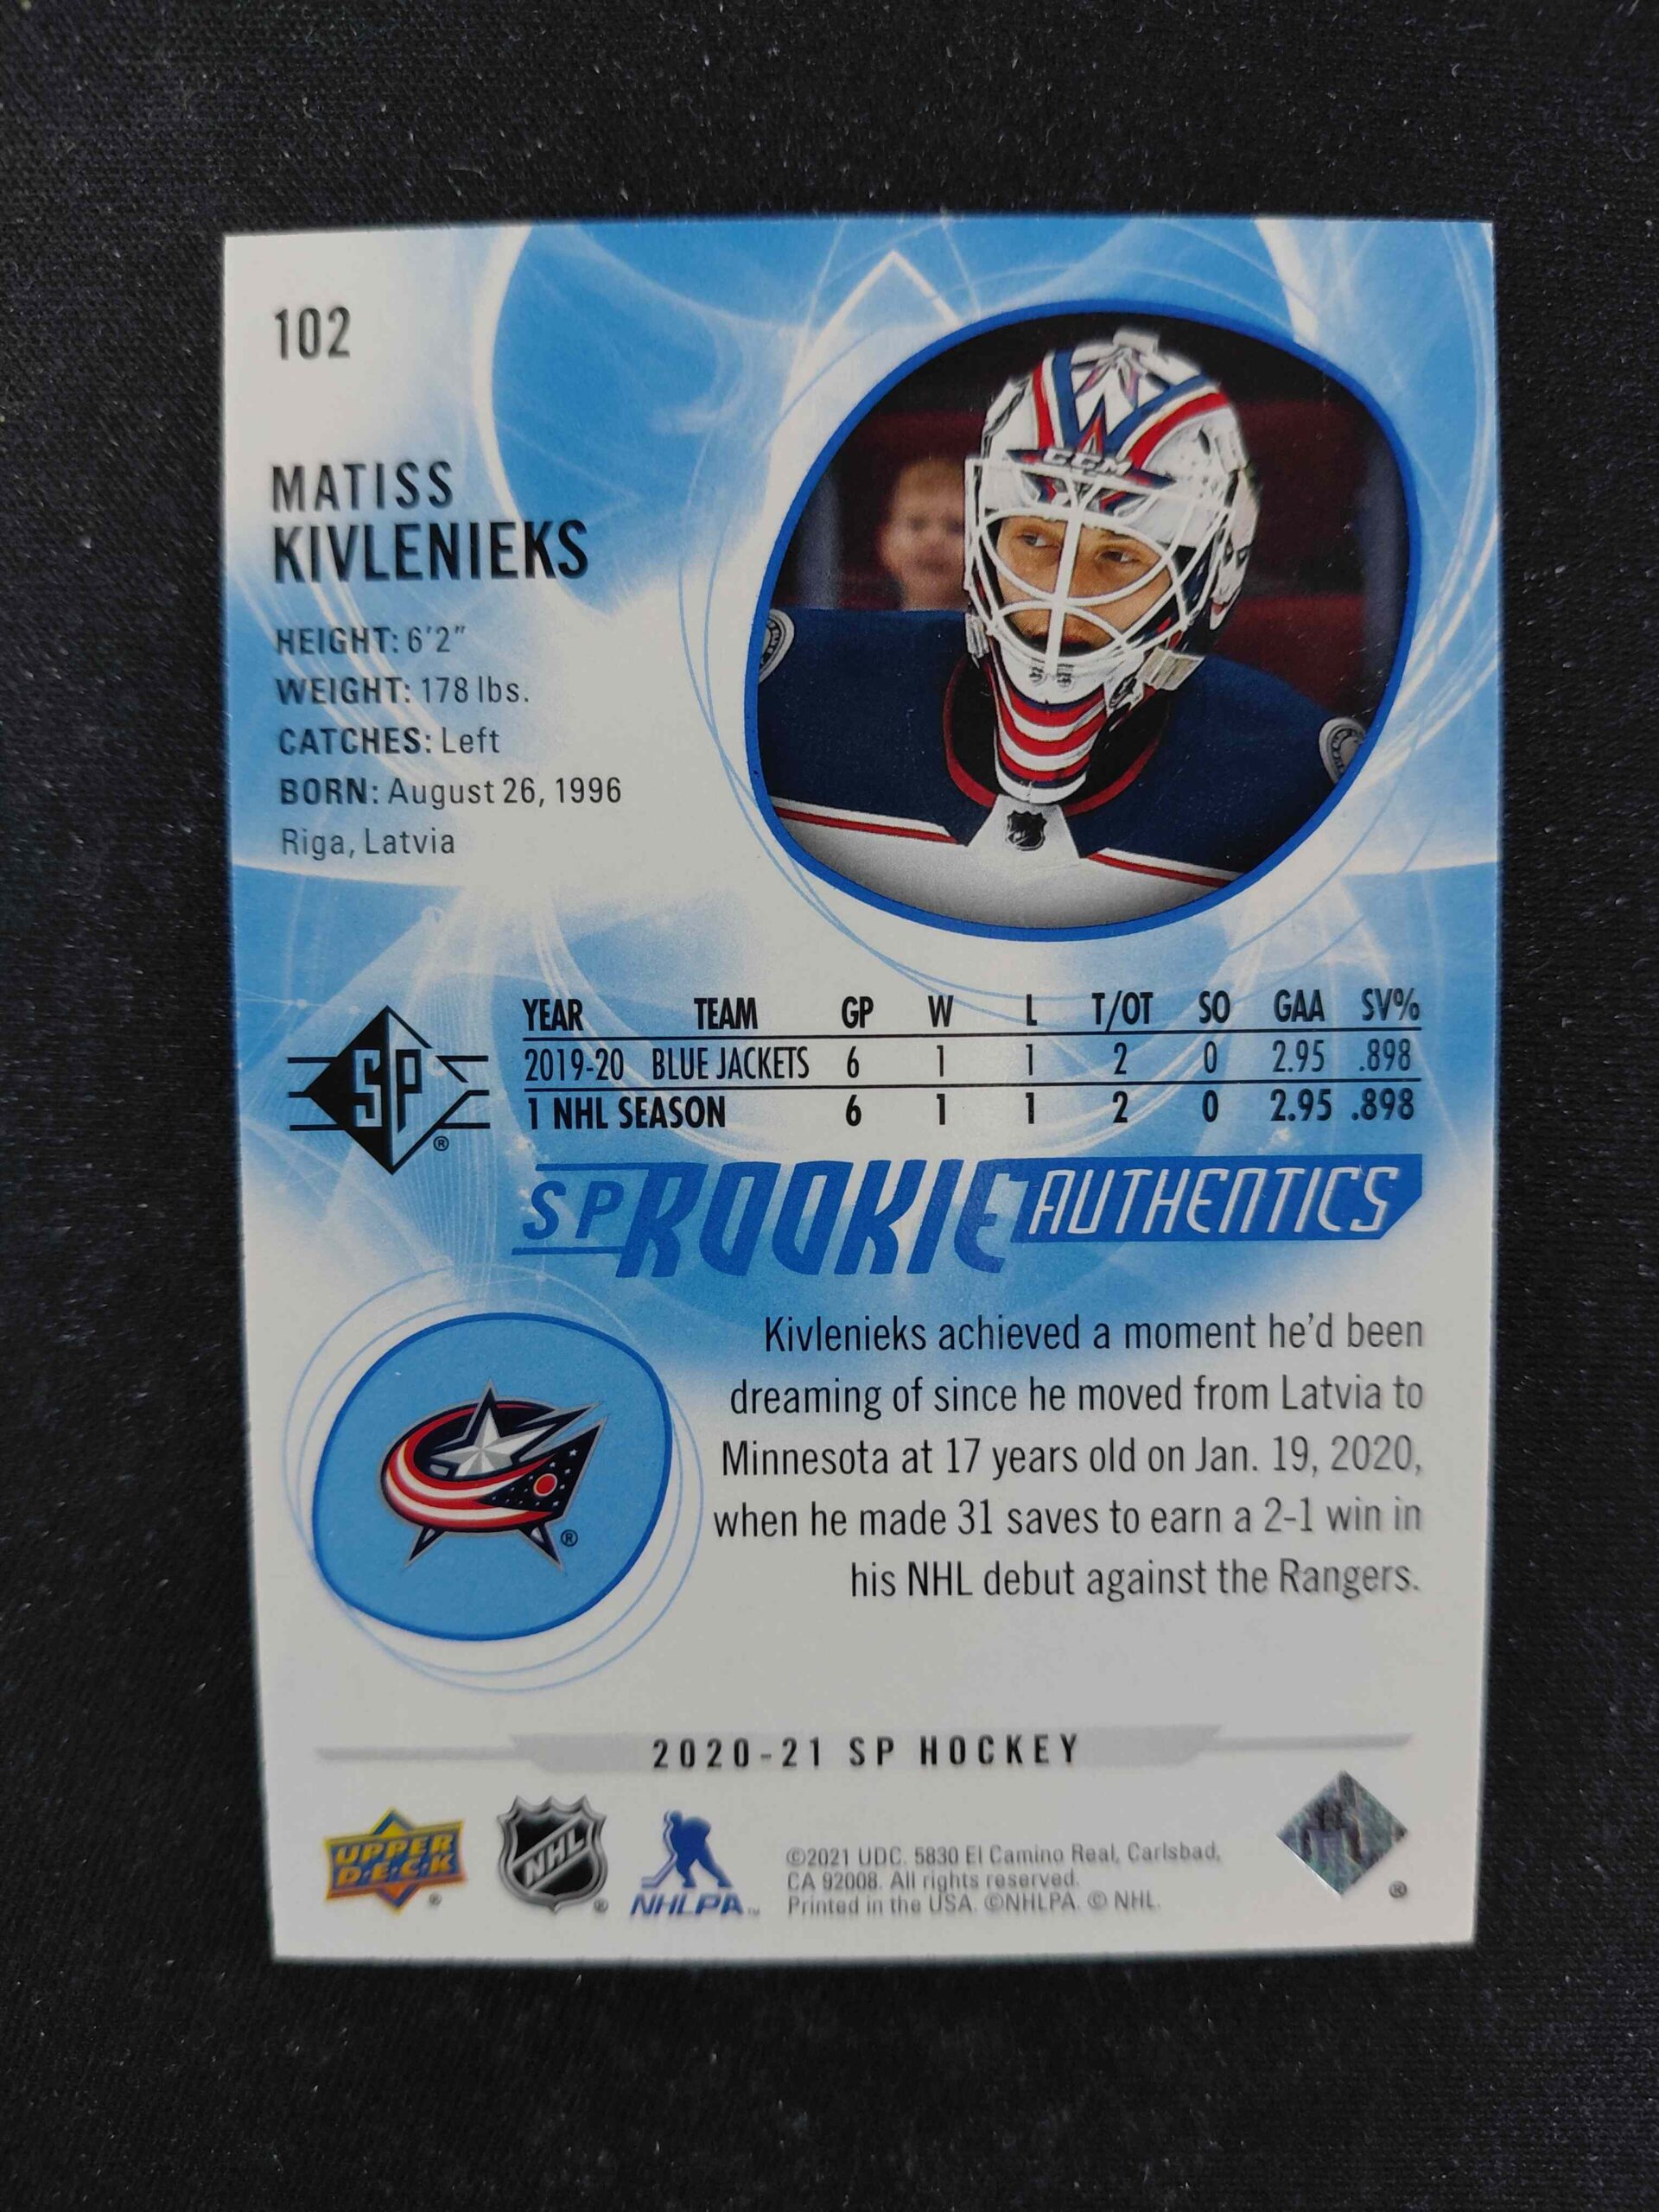 102
MATISS
KIVLENIEKS
HEIGHT: 6'2"
WEIGHT: 178 lbs.
CATCHES: Left
BORN: August 26, 1996
Riga, Latvia
CCM
YEAR TEAM GP W L T/OT SO GAA SV%
2019-20 BLUE JACKETS 6 1 1 2 0 2.95 .898
1 NHL SEASON 6 1 1 2 0 2.95 .898
SP ®
SP ROOKIE AUTHENTICS
Kivlenieks achieved a moment he'd been
dreaming of since he moved from Latvia to
Minnesota at 17 years old on Jan. 19, 2020,
when he made 31 saves to earn a 2-1 win in
his NHL debut against the Rangers.
®
2020-21 SP HOCKEY
UPPER
DECK ®
NHL ®
NHLPA™
©2021 UDC. 5830 El Camino Real, Carlsbad,
CA 92008. All rights reserved.
Printed in the USA. ©NHLPA. © NHL.
®